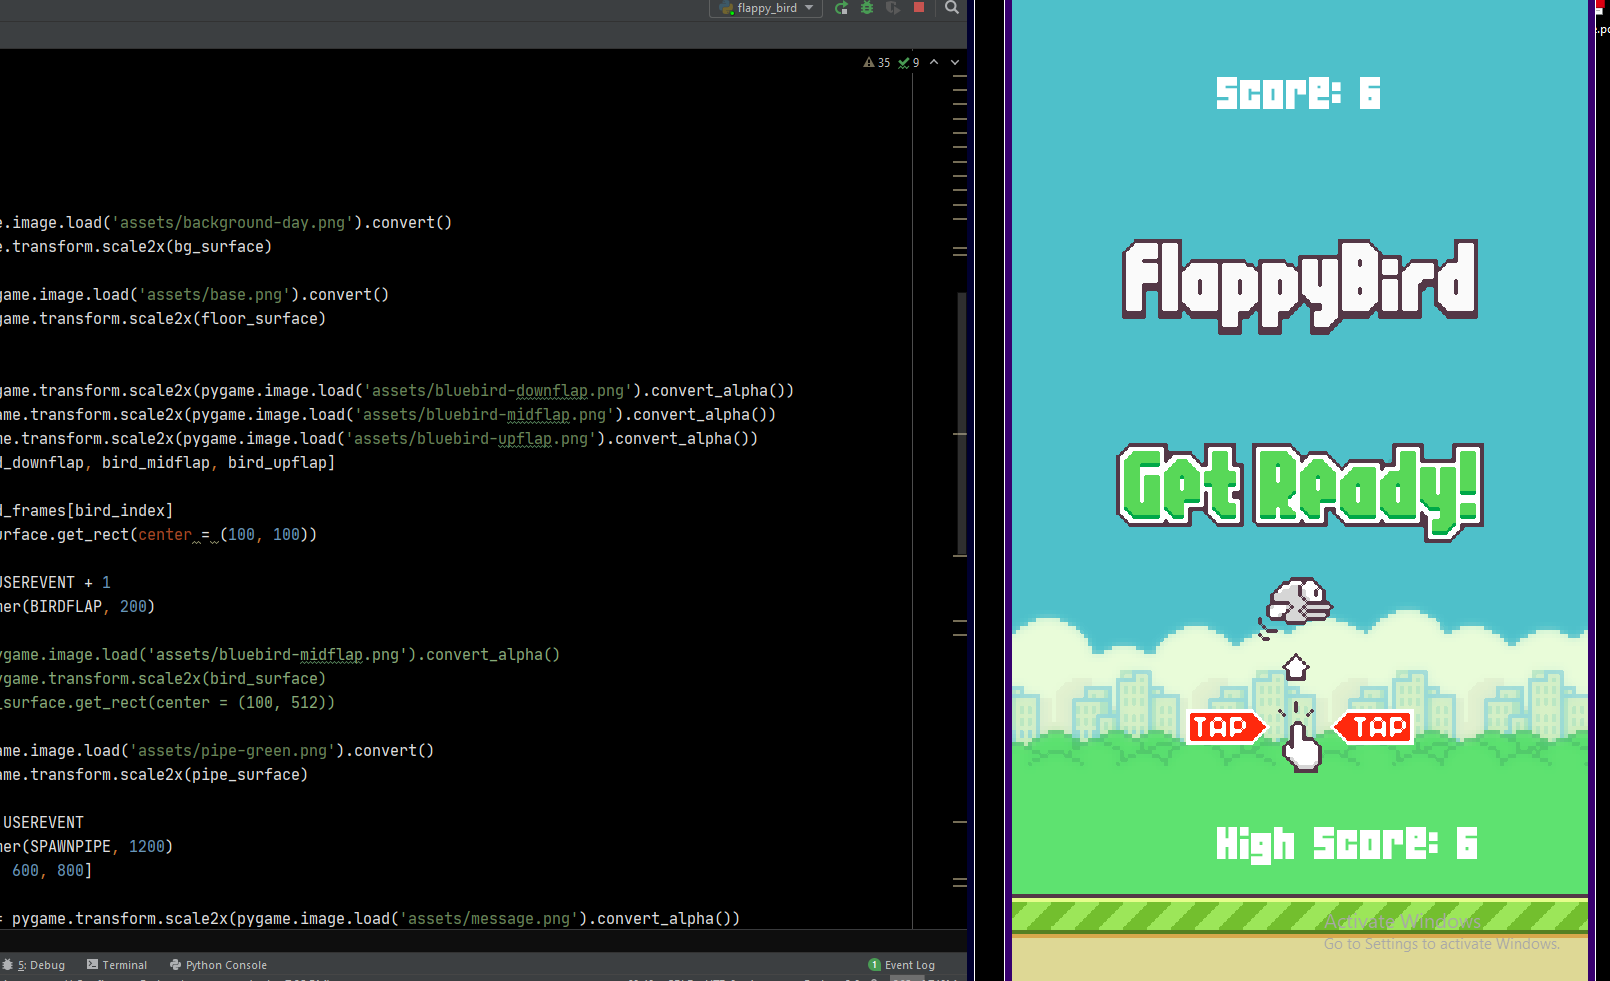 flappy_bird
35 9
e.image.load('assets/background-day.png').convert()
e.transform.scale2x(bg_surface)
game.image.load('assets/base.png').convert()
game.transform.scale2x(floor_surface)
game.transform.scale2x(pygame.image.load('assets/bluebird-downflap.png').convert_alpha())
ame.transform.scale2x(pygame.image.load('assets/bluebird-midflap.png').convert_alpha())
me.transform.scale2x(pygame.image.load('assets/bluebird-upflap.png').convert_alpha())
d_downflap, bird_midflap, bird_upflap]
d_frames[bird_index]
urface.get_rect(center = (100, 100))
USEREVENT + 1
mer(BIRDFLAP, 200)
ygame.image.load('assets/bluebird-midflap.png').convert_alpha()
ygame.transform.scale2x(bird_surface)
_surface.get_rect(center = (100, 512))
ame.image.load('assets/pipe-green.png').convert()
ame.transform.scale2x(pipe_surface)
USEREVENT
mer(SPAWNPIPE, 1200)
600, 800]
= pygame.transform.scale2x(pygame.image.load('assets/message.png').convert_alpha())
5: Debug Terminal Python Console 1 Event Log
Score: 6
FlappyBird
Get Ready!
TAP TAP
High Score: 6
Activate Windows
Go to Settings to activate Windows.